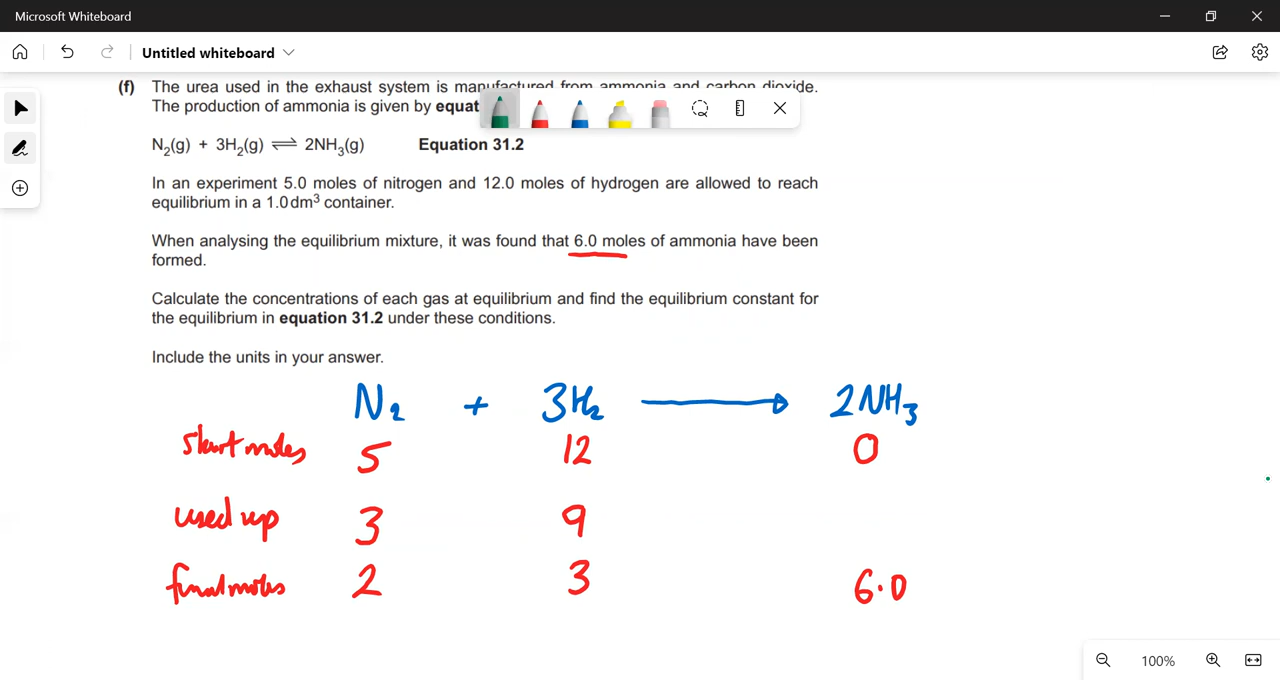 Microsoft Whiteboard
Untitled whiteboard
(f) The urea used in the exhaust system is manufactured from ammonia and carbon dioxide.
The production of ammonia is given by equat
N₂(g) + 3H₂(g) ⇌ 2NH₃(g) Equation 31.2
In an experiment 5.0 moles of nitrogen and 12.0 moles of hydrogen are allowed to reach
equilibrium in a 1.0 dm³ container.
When analysing the equilibrium mixture, it was found that 6.0 moles of ammonia have been
formed.
Calculate the concentrations of each gas at equilibrium and find the equilibrium constant for
the equilibrium in equation 31.2 under these conditions.
Include the units in your answer.
N₂ + 3H₂ → 2NH₃
Start moles 5 12 0
used up 3 9
final moles 2 3 6.0
100%